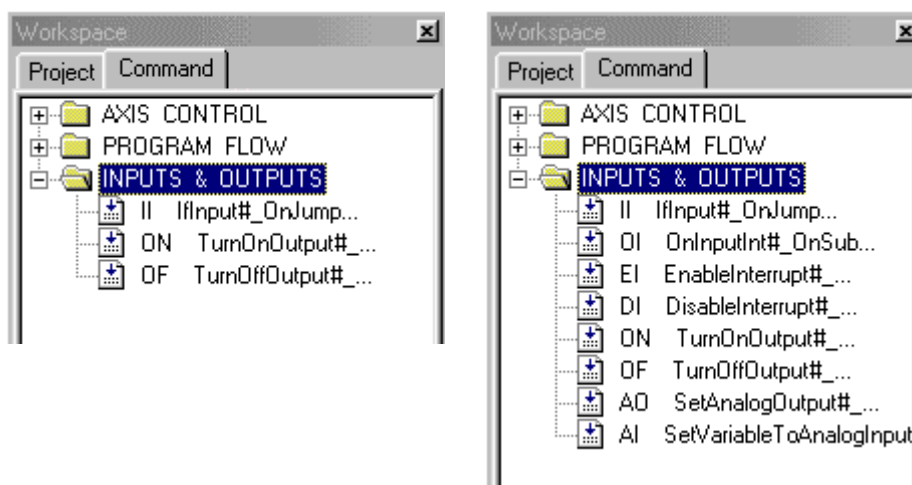 Workspace
Project Command
AXIS CONTROL
PROGRAM FLOW
INPUTS & OUTPUTS
II IfInput#_OnJump...
ON TurnOnOutput#_...
OF TurnOffOutput#_...
Workspace
Project Command
AXIS CONTROL
PROGRAM FLOW
INPUTS & OUTPUTS
II IfInput#_OnJump...
OI OnInputInt#_OnSub...
EI EnableInterrupt#_...
DI DisableInterrupt#_...
ON TurnOnOutput#_...
OF TurnOffOutput#_...
AO SetAnalogOutput#_...
AI SetVariableToAnalogInput